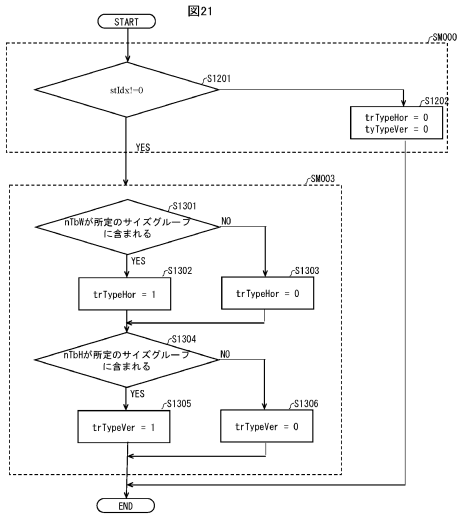 図21
START
SM000
S1201
stIdx!=0
S1202
trTypeHor = 0
tyTypeVer = 0
YES
SM003
S1301
nTbWが所定のサイズグループ
に含まれる
NO
YES
S1302
trTypeHor = 1
S1303
trTypeHor = 0
S1304
nTbHが所定のサイズグループ
に含まれる
NO
YES
S1305
trTypeVer = 1
S1306
trTypeVer = 0
END